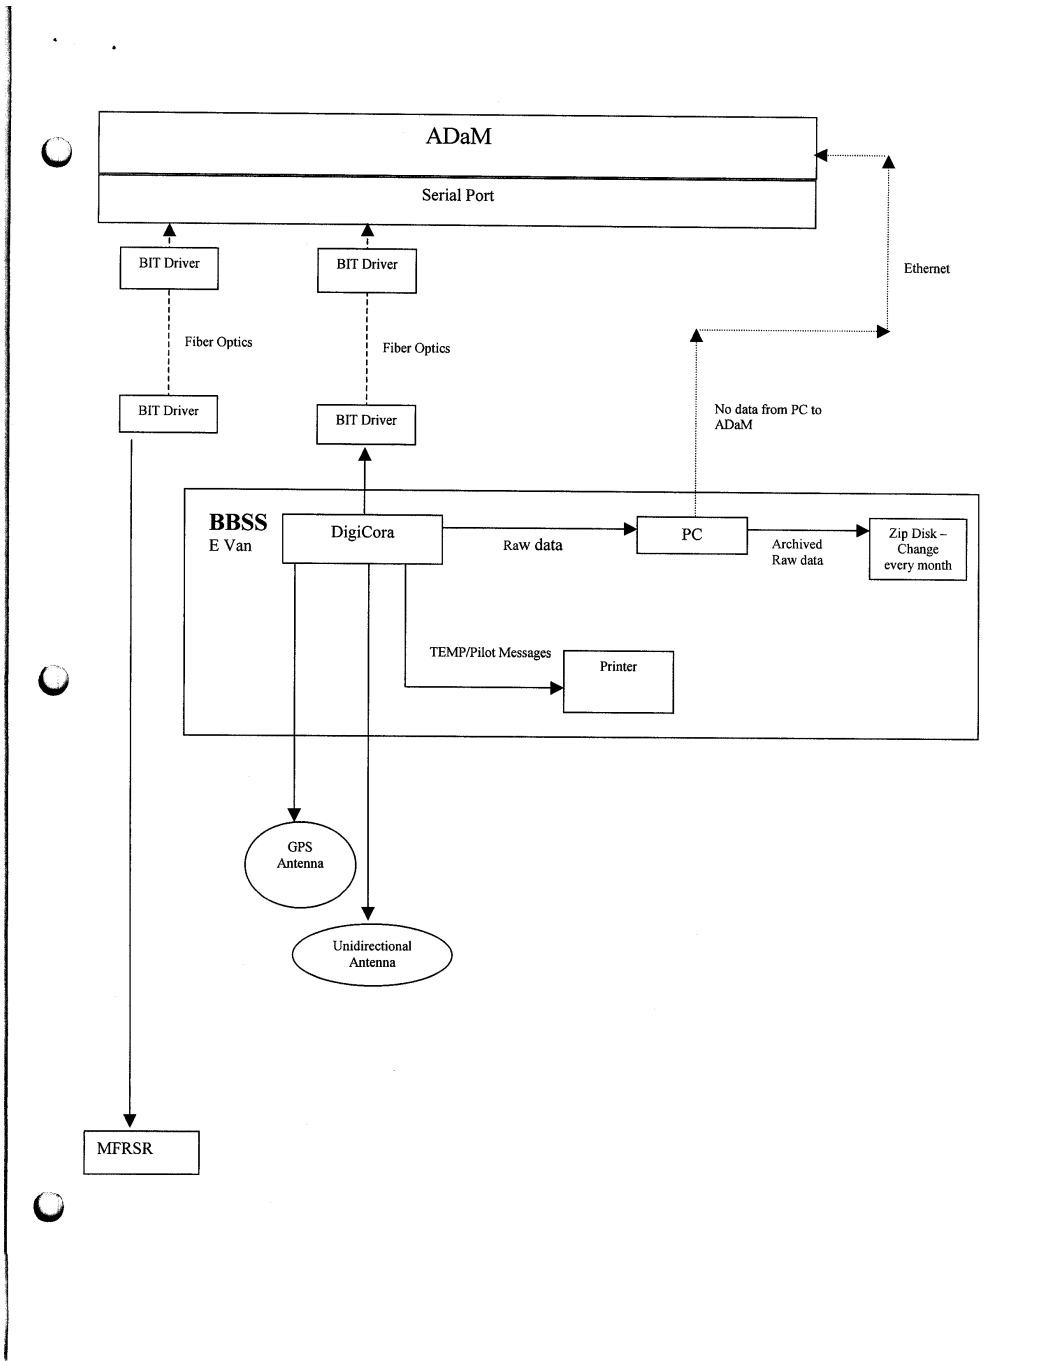 ADaM
Serial Port
BIT Driver
BIT Driver
Ethernet
Fiber Optics
Fiber Optics
BIT Driver
BIT Driver
No data from PC to
ADaM
BBSS
E Van
DigiCora
Raw data
PC
Archived
Raw data
Zip Disk –
Change
every month
TEMP/Pilot Messages
Printer
GPS
Antenna
Unidirectional
Antenna
MFRSR